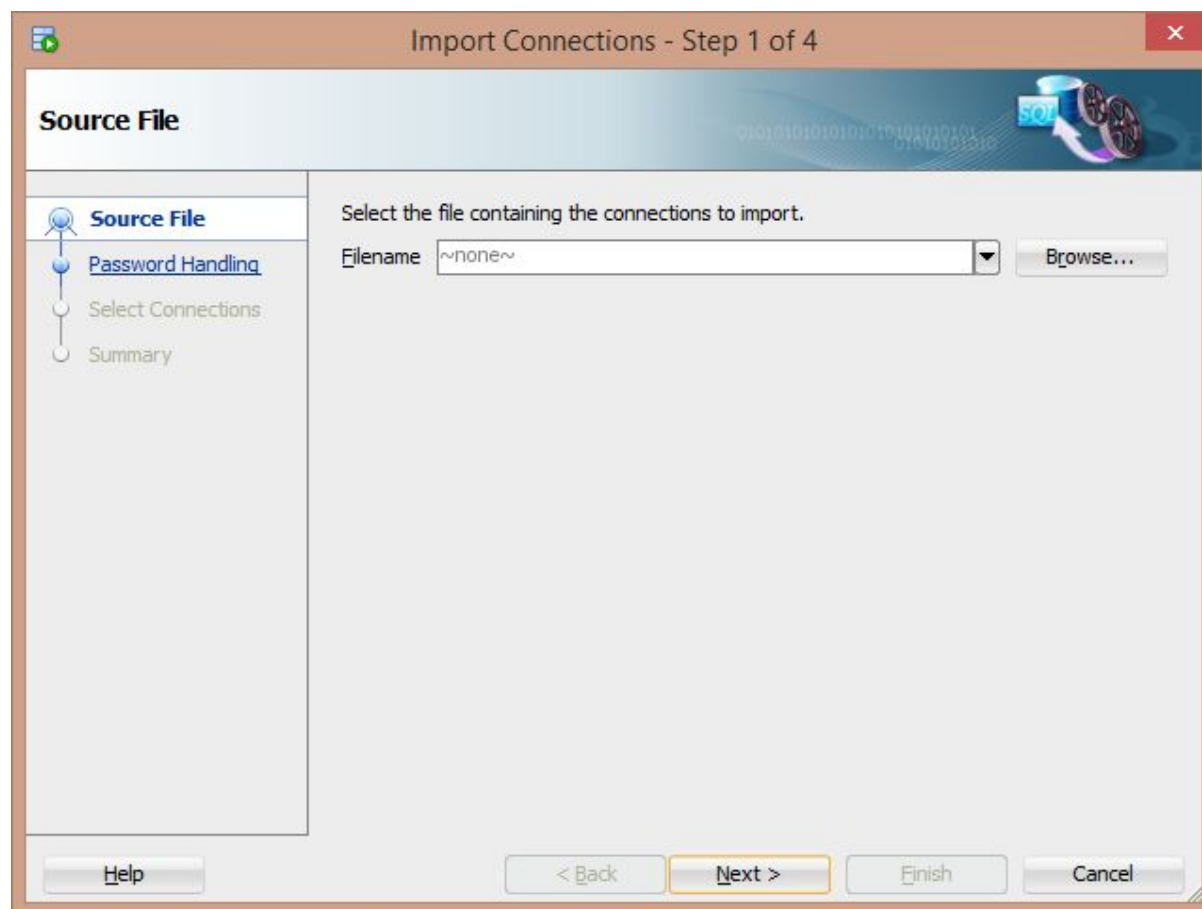 Import Connections - Step 1 of 4
Source File
SQL
Source File
Password Handling
Select Connections
Summary
Select the file containing the connections to import.
Filename ~none~ Browse...
Help < Back Next > Finish Cancel